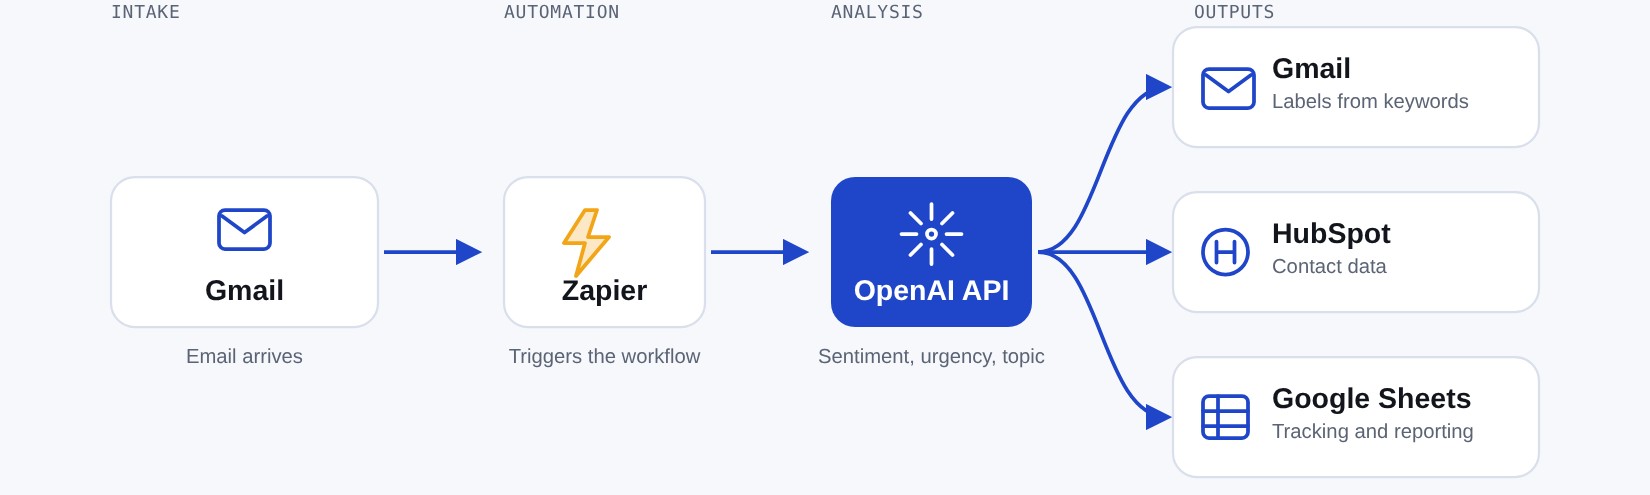 INTAKE
AUTOMATION
ANALYSIS
OUTPUTS
Gmail
Email arrives
Zapier
Triggers the workflow
OpenAI API
Sentiment, urgency, topic
Gmail
Labels from keywords
HubSpot
Contact data
Google Sheets
Tracking and reporting